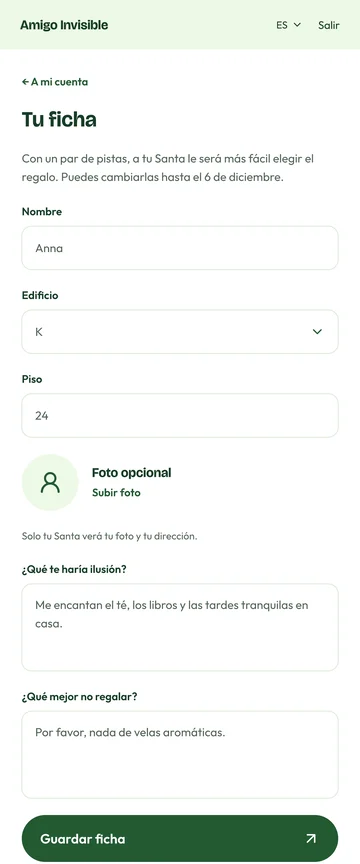 Amigo Invisible
ES
Salir
← A mi cuenta
Tu ficha
Con un par de pistas, a tu Santa le será más fácil elegir el
regalo. Puedes cambiarlas hasta el 6 de diciembre.
Nombre
Anna
Edificio
K
Piso
24
Foto opcional
Subir foto
Solo tu Santa verá tu foto y tu dirección.
¿Qué te haría ilusión?
Me encantan el té, los libros y las tardes tranquilas en
casa.
¿Qué mejor no regalar?
Por favor, nada de velas aromáticas.
Guardar ficha